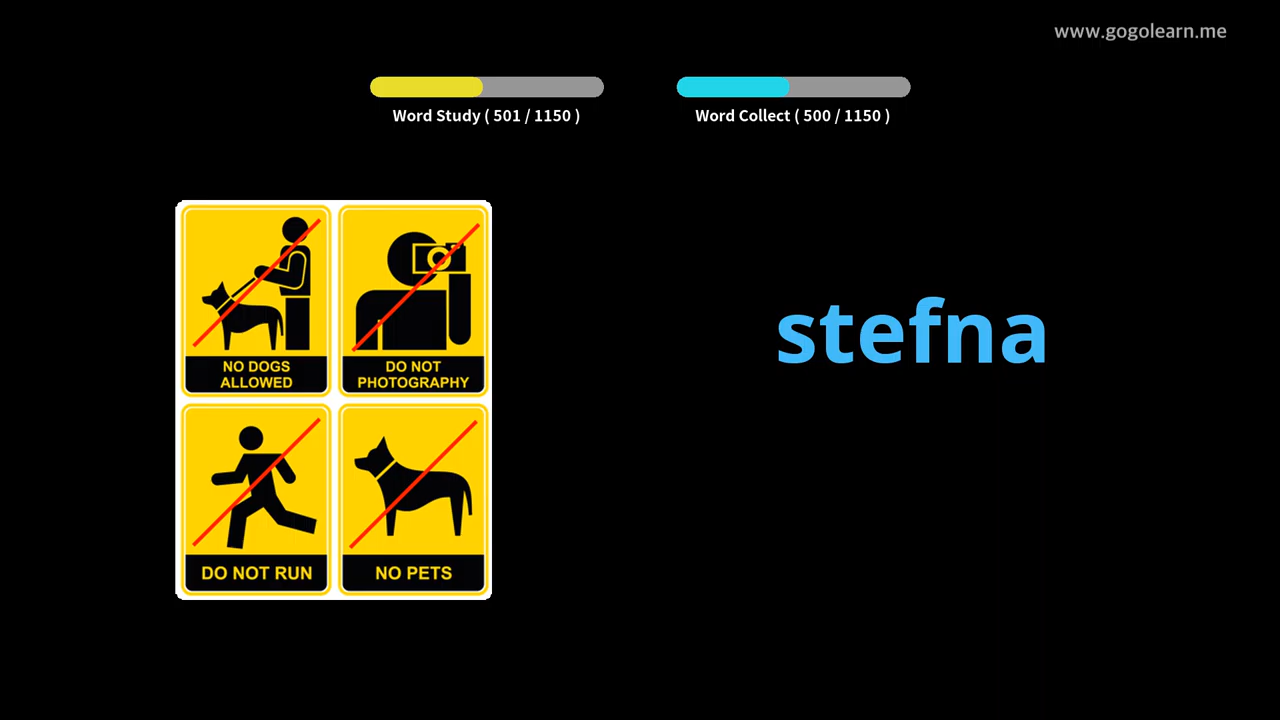 www.gogolearn.me
Word Study ( 501 / 1150 )
Word Collect ( 500 / 1150 )
NO DOGS
ALLOWED
DO NOT
PHOTOGRAPHY
stefna
DO NOT RUN
NO PETS